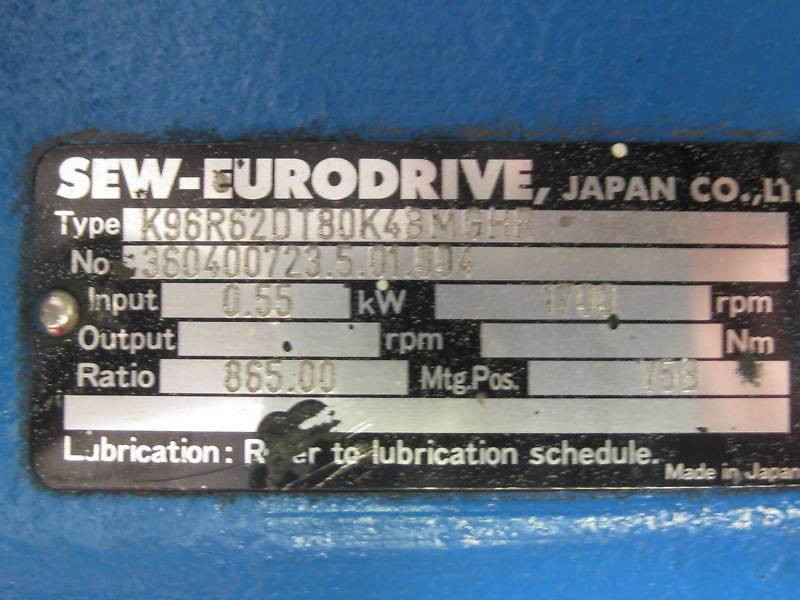 SEW-EURODRIVE, JAPAN CO.,LTD.
Type K96R62DT80K4BMGHR
No. 360400723.5.01.004
Input 0.55 kW 1700 rpm
Output rpm Nm
Ratio 865.00 Mtg.Pos. V5B
Lubrication: Refer to lubrication schedule.
Made in Japan